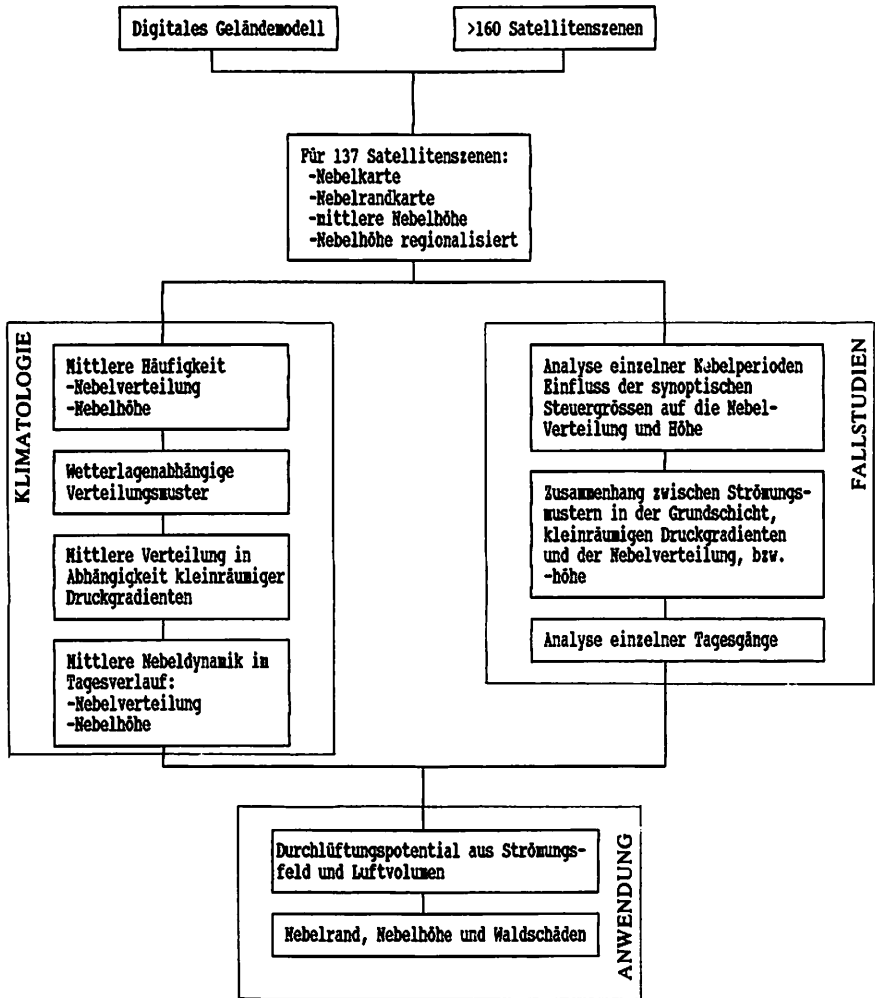 Digitales Geländemodell
>160 Satellitenszenen
Für 137 Satellitenszenen:
-Nebelkarte
-Nebelrandkarte
-mittlere Nebelhöhe
-Nebelhöhe regionalisiert
KLIMATOLOGIE
Mittlere Häufigkeit
-Nebelverteilung
-Nebelhöhe
Wetterlagenabhängige
Verteilungsmuster
Mittlere Verteilung in
Abhängigkeit kleinräumiger
Druckgradienten
Mittlere Nebeldynamik im
Tagesverlauf:
-Nebelverteilung
-Nebelhöhe
FALLSTUDIEN
Analyse einzelner Nebelperioden
Einfluss der synoptischen
Steuergrössen auf die Nebel-
Verteilung und Höhe
Zusammenhang zwischen Strömungs-
mustern in der Grundschicht,
kleinräumigen Druckgradienten
und der Nebelverteilung, bzw.
-höhe
Analyse einzelner Tagesgänge
ANWENDUNG
Durchlüftungspotential aus Strömungs-
feld und Luftvolumen
Nebelrand, Nebelhöhe und Waldschäden